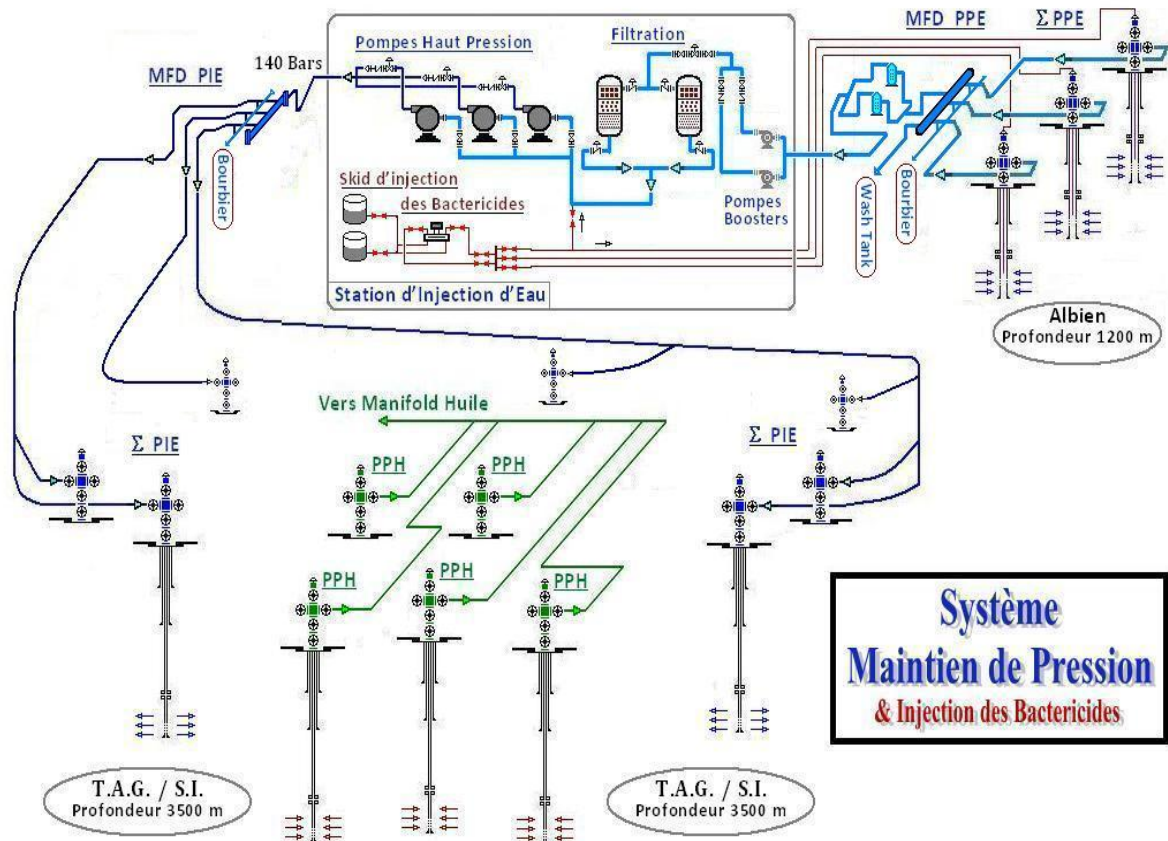 MFD PIE
140 Bars
Pompes Haut Pression
Filtration
MFD PPE
Σ PPE
Bourbier
Skid d'injection
des Bactericides
Pompes
Boosters
Wash Tank
Bourbier
Station d'Injection d'Eau
Albien
Profondeur 1200 m
Vers Manifold Huile
Σ PIE
PPH
PPH
Σ PIE
PPH
PPH
PPH
Système
Maintien de Pression
& Injection des Bactericides
T.A.G. / S.I.
Profondeur 3500 m
T.A.G. / S.I.
Profondeur 3500 m